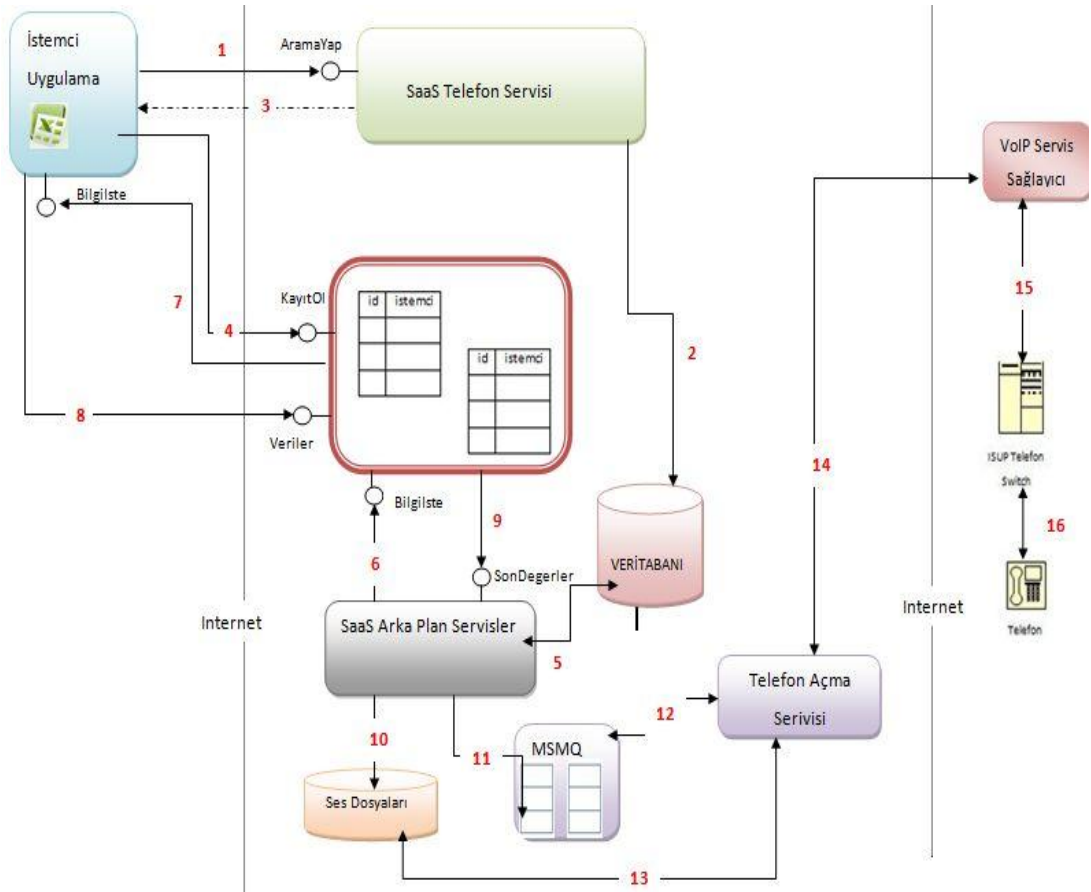 İstemci
Uygulama
1
AramaYap
SaaS Telefon Servisi
3
Bilgilste
VoIP Servis
Sağlayıcı
7
KayıtOl
4
id istemci
id istemci
2
15
8
Veriler
14
ISUP Telefon
Switch
Bilgilste
9
16
6
SonDegerler
VERİTABANI
Internet
SaaS Arka Plan Servisler
5
Internet
Telefon
Telefon Açma
Serivisi
12
10
11
MSMQ
Ses Dosyaları
13